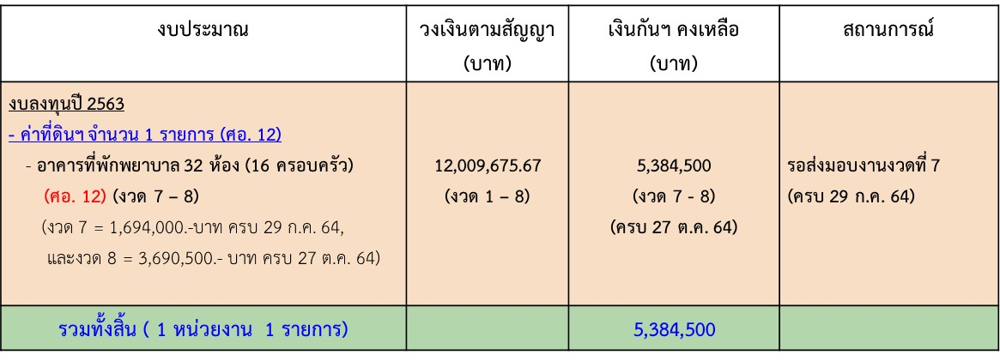 งบประมาณ
วงเงินตามสัญญา
(บาท)
เงินกันฯ คงเหลือ
(บาท)
สถานการณ์
งบลงทุนปี 2563
- ค่าที่ดินฯ จำนวน 1 รายการ (ศอ. 12)
- อาคารที่พักพยาบาล 32 ห้อง (16 ครอบครัว)
(ศอ. 12) (งวด 7 – 8)
(งวด 7 = 1,694,000.-บาท ครบ 29 ก.ค. 64,
และงวด 8 = 3,690,500.- บาท ครบ 27 ต.ค. 64)
12,009,675.67
(งวด 1 – 8)
5,384,500
(งวด 7 - 8)
(ครบ 27 ต.ค. 64)
รอส่งมอบงานงวดที่ 7
(ครบ 29 ก.ค. 64)
รวมทั้งสิ้น ( 1 หน่วยงาน 1 รายการ)
5,384,500